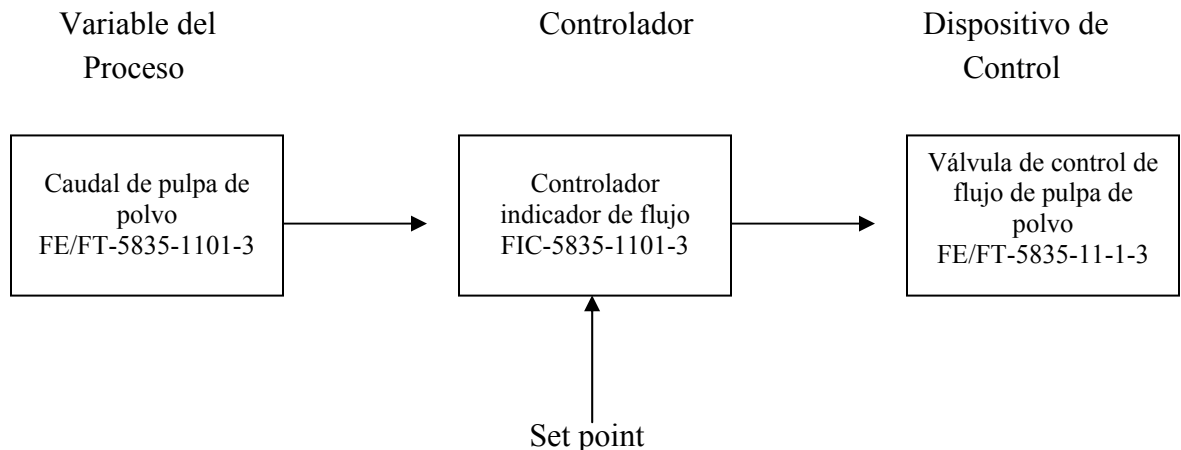 Variable del
Proceso
Controlador
Dispositivo de
Control
Caudal de pulpa de
polvo
FE/FT-5835-1101-3
Controlador
indicador de flujo
FIC-5835-1101-3
Válvula de control de
flujo de pulpa de
polvo
FE/FT-5835-11-1-3
Set point